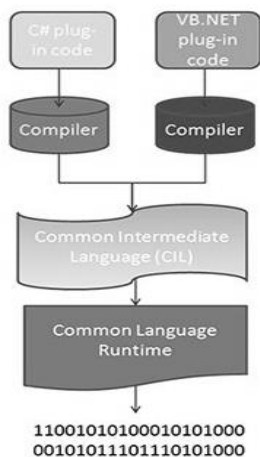 C# plug-
in code
VB.NET
plug-in
code
Compiler
Compiler
Common Intermediate
Language (CIL)
Common Language
Runtime
11001010100010101000
00101011101110101000